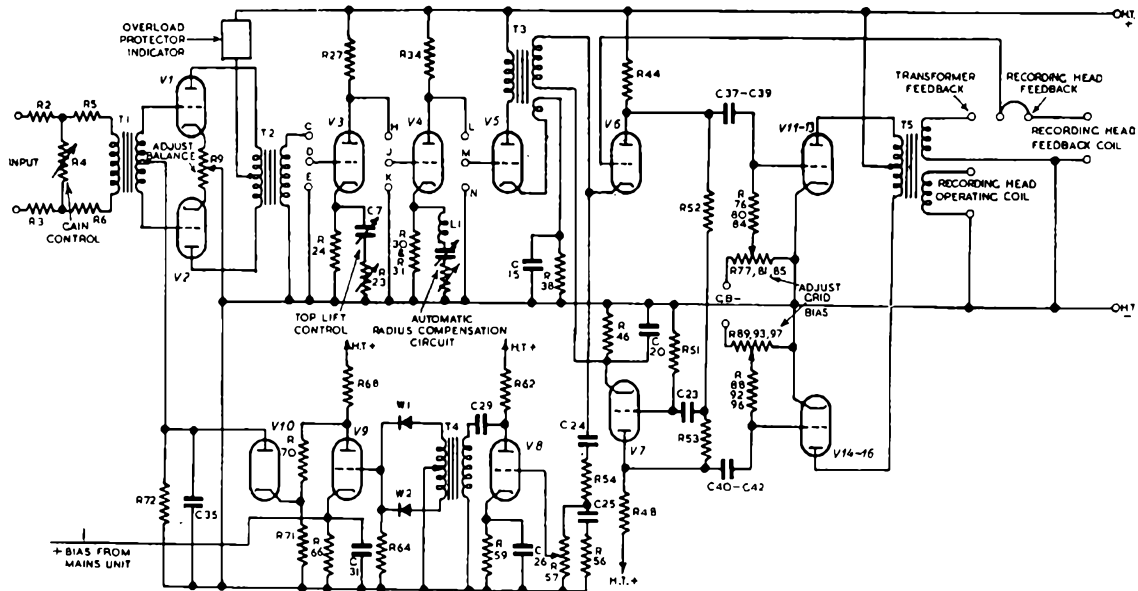 OVERLOAD
PROTECTOR
INDICATOR
H.T.
+
R27
R34
T3
R44
V1
R2
R5
T1
INPUT
R4
ADJUST
BALANCE
R9
T2
C
D
E
V3
H
J
K
V4
L
M
N
V5
V6
C37-C39
V11-13
TRANSFORMER
FEEDBACK
RECORDING HEAD
FEEDBACK
T5
RECORDING HEAD
FEEDBACK COIL
RECORDING HEAD
OPERATING COIL
R3
R6
GAIN
CONTROL
V2
R
24
C7
R
23
R
30
&
31
L1
C
15
R
38
R52
R
76
80
84
R77,81,85
GB-
ADJUST
GRID
BIAS
TOP LIFT
CONTROL
AUTOMATIC
RADIUS COMPENSATION
CIRCUIT
H.T.
-
R
46
C
20
R51
R89,93,97
R
88
92
96
H.T.+
R68
H.T.+
R62
W1
C29
V10
R
70
V9
T4
V8
C24
V7
C23
R53
V14-16
R72
C35
W2
R54
C25
R48
C40-C42
+ BIAS FROM
MAINS UNIT
R71
R
66
C
31
R64
R
59
C
26
R
57
R
56
H.T.+